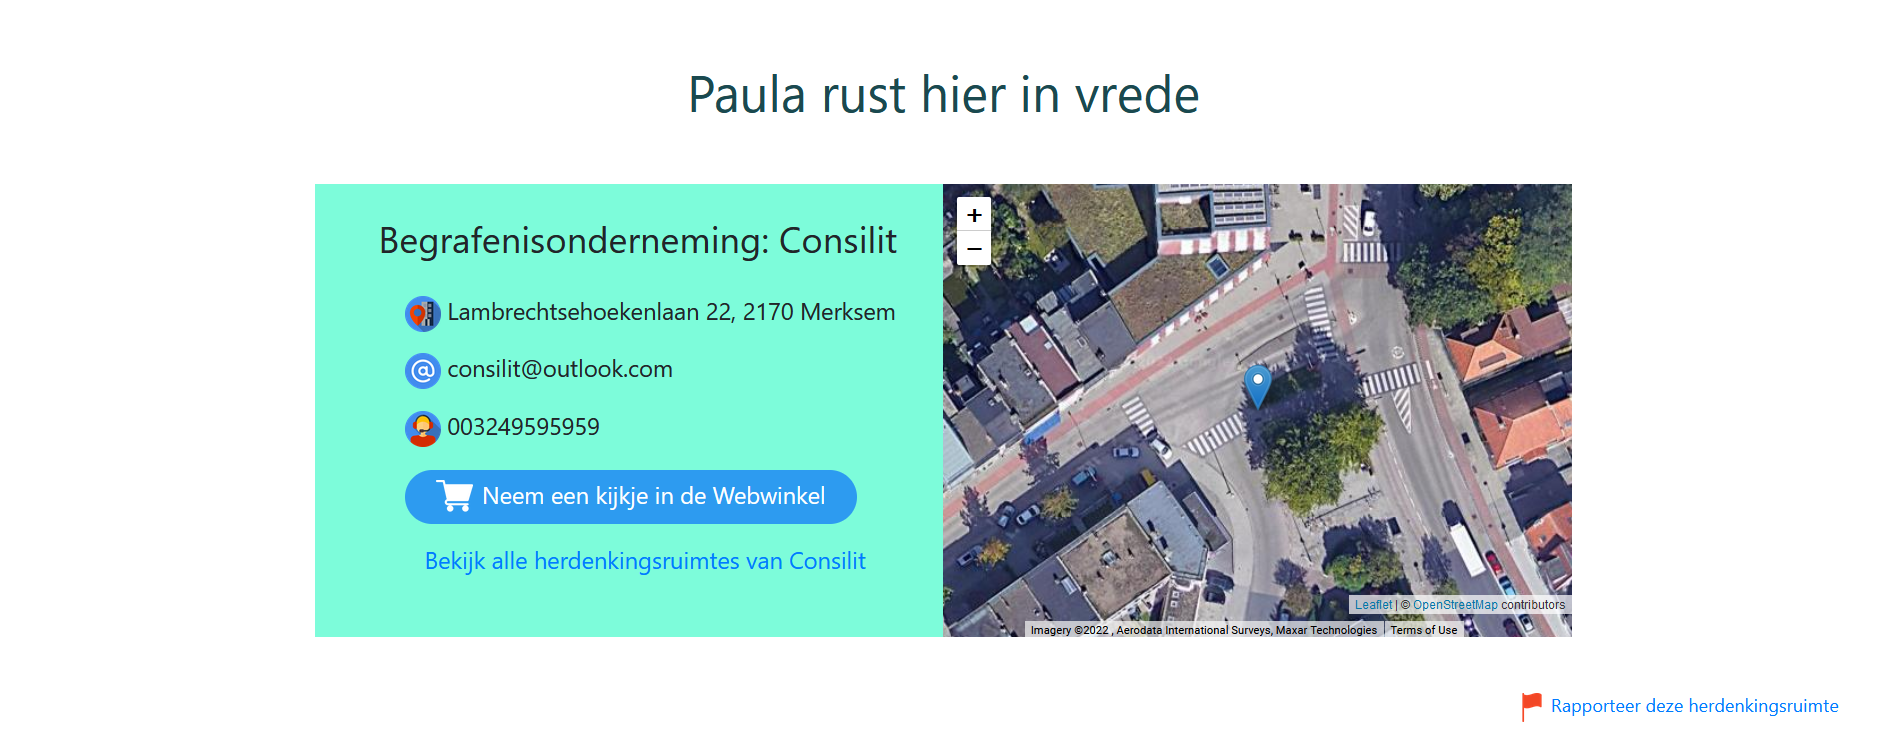 Paula rust hier in vrede
Begrafenisonderneming: Consilit
Lambrechtsehoekenlaan 22, 2170 Merksem
consilit@outlook.com
003249595959
Neem een kijkje in de Webwinkel
Bekijk alle herdenkingsruimtes van Consilit
+
−
Leaflet | © OpenStreetMap contributors
Imagery ©2022 , Aerodata International Surveys, Maxar Technologies | Terms of Use
Rapporteer deze herdenkingsruimte